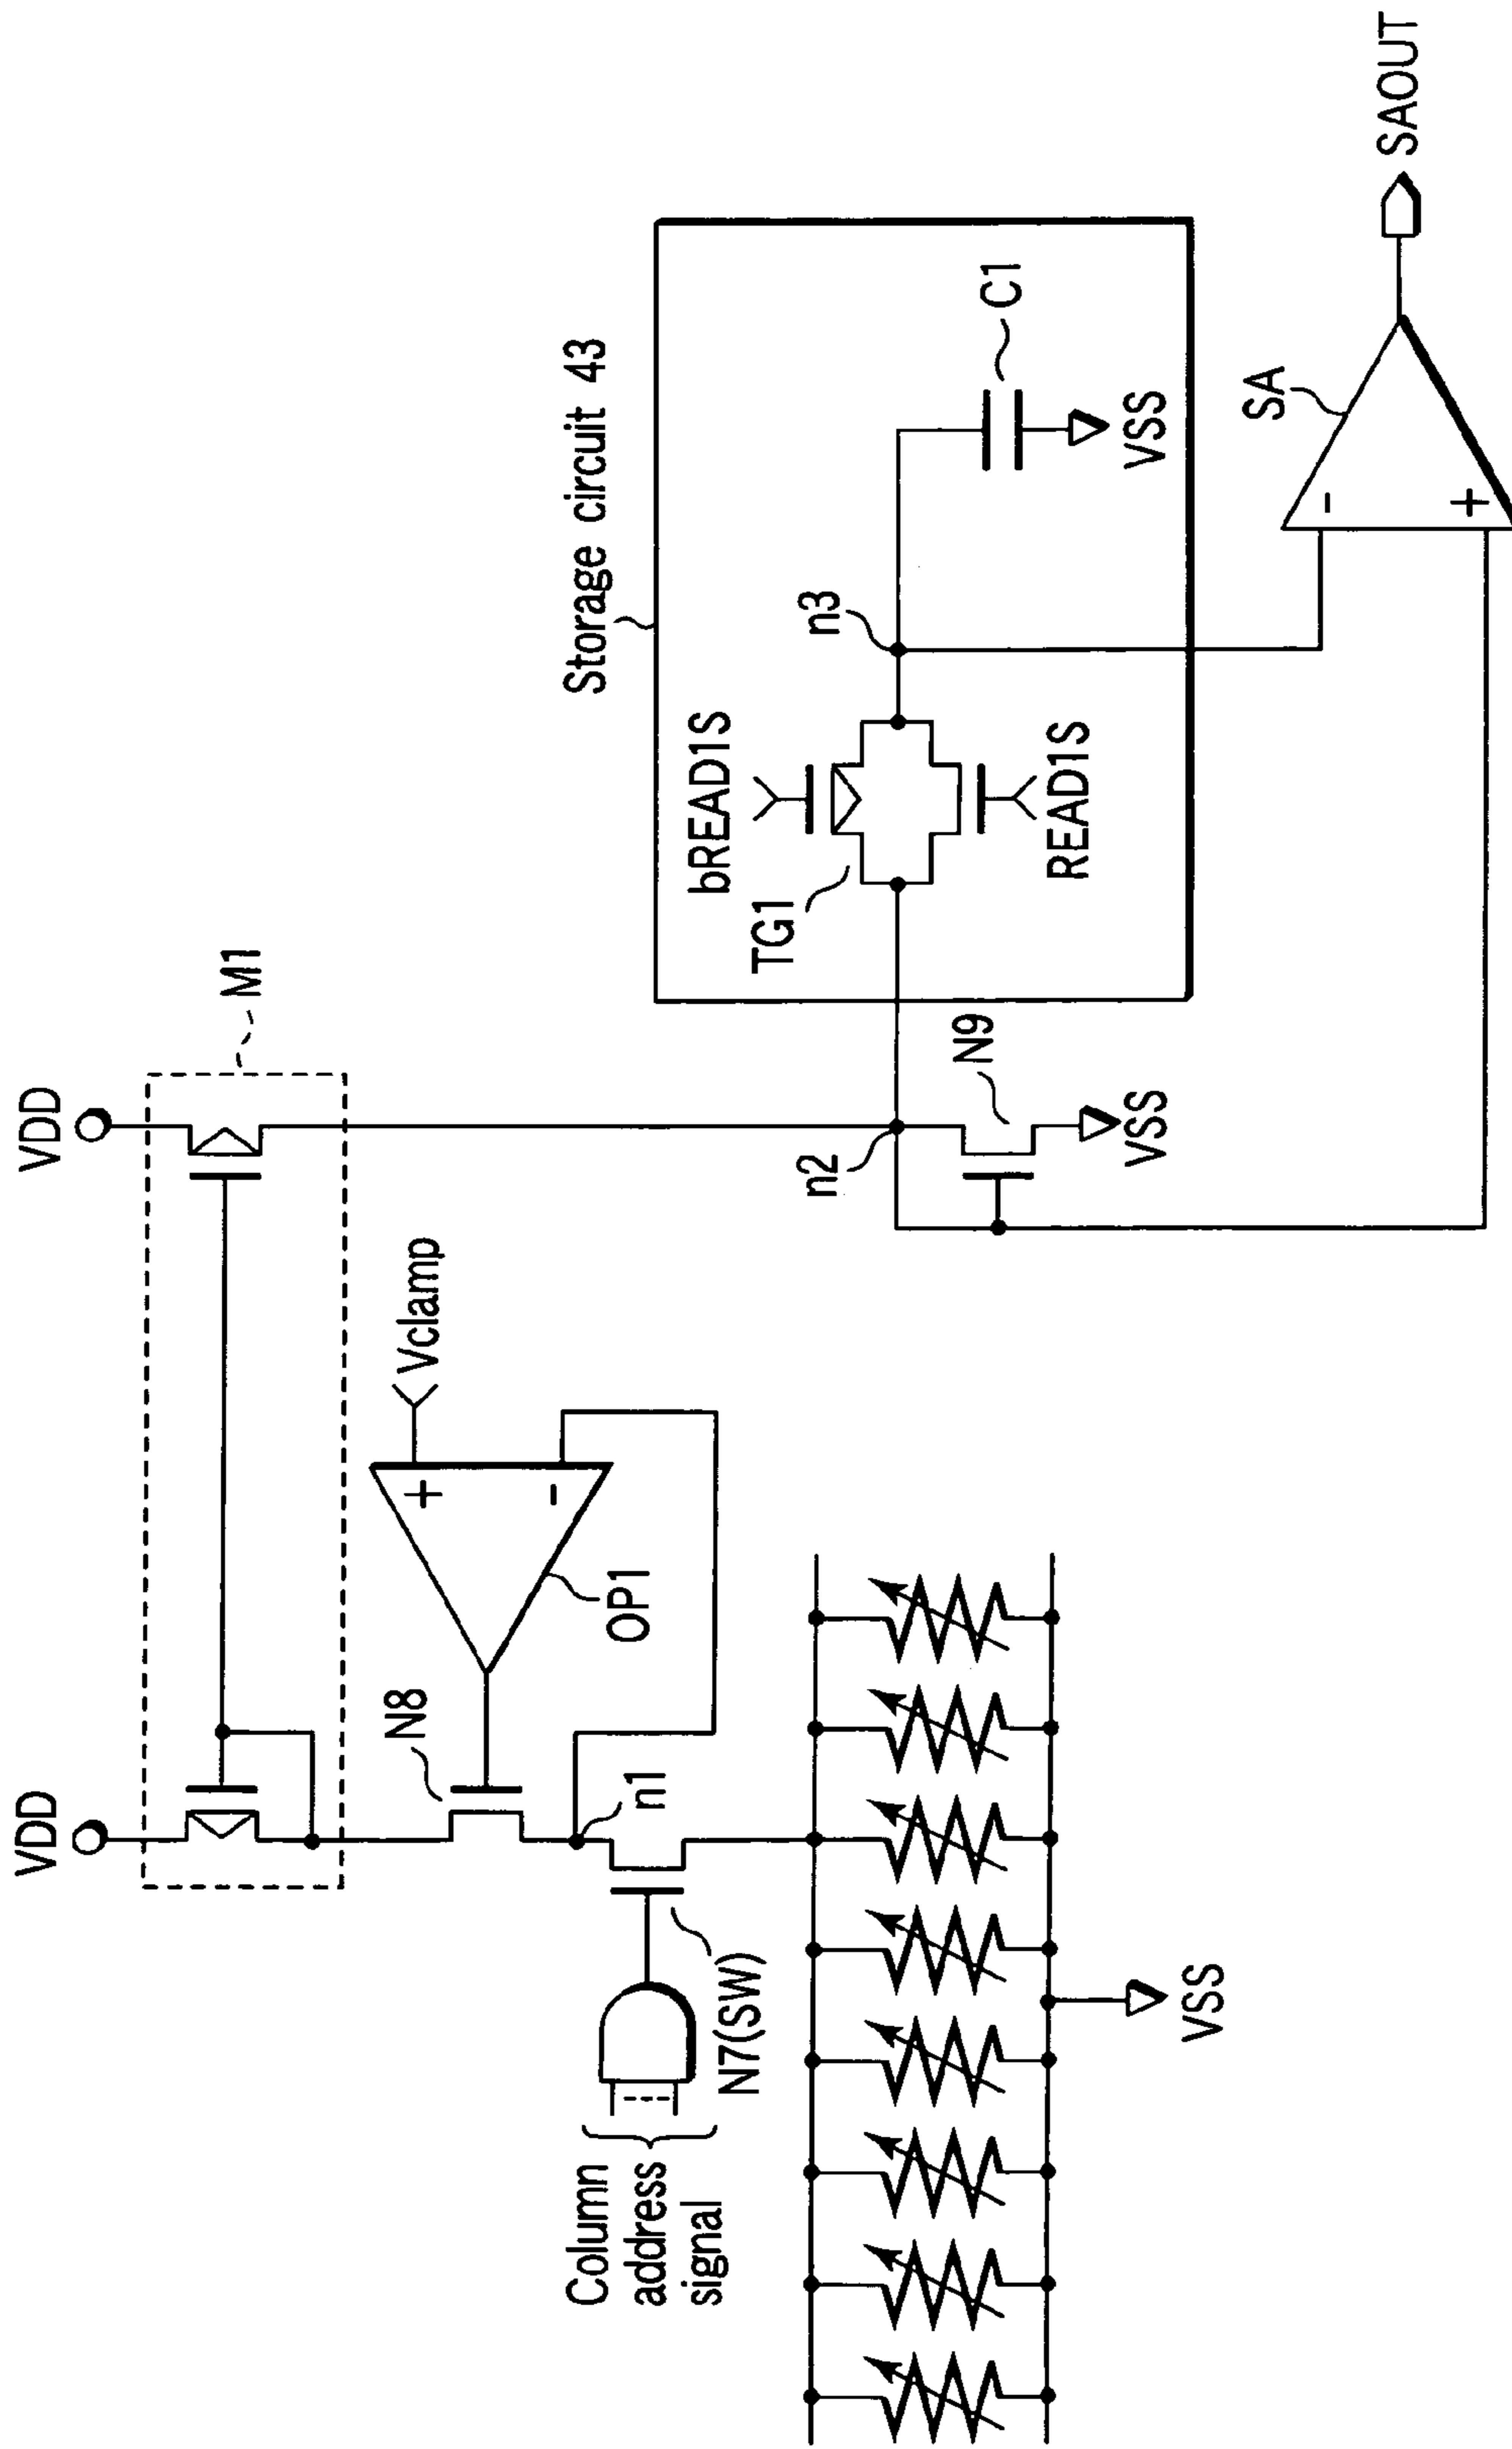 VDD
VDD
M1
Vclamp
+
-
OP1
N8
n1
N7(SW)
Column
address
signal
VSS
n2
N9
VSS
Storage circuit 43
bREAD1S
TG1
READ1S
n3
C1
VSS
SA
-
+
SAOUT